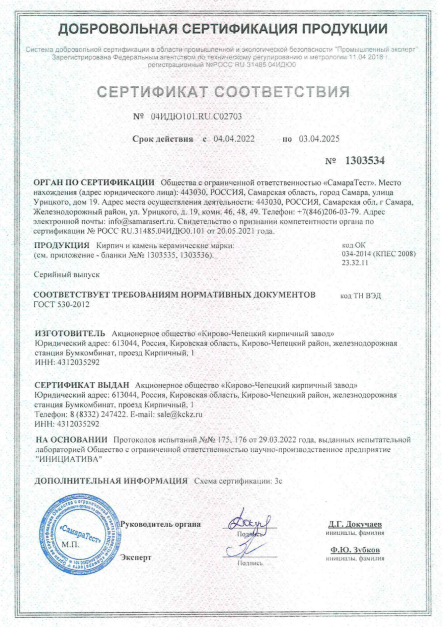 ДОБРОВОЛЬНАЯ СЕРТИФИКАЦИЯ ПРОДУКЦИИ
Система добровольной сертификации в области промышленной и экологической безопасности "Промышленный эксперт"
Зарегистрирована Федеральным агентством по техническому регулированию и метрологии 11.04.2018 г.
регистрационный №РОСС RU.31485.04ИДЮ0
СЕРТИФИКАТ СООТВЕТСТВИЯ
№ 04ИДЮ101.RU.С02703
Срок действия с 04.04.2022 по 03.04.2025
№ 1303534
ОРГАН ПО СЕРТИФИКАЦИИ Общества с ограниченной ответственностью «СамараТест». Место
нахождения (адрес юридического лица): 443030, РОССИЯ, Самарская область, город Самара, улица
Урицкого, дом 19. Адрес места осуществления деятельности: 443030, РОССИЯ, Самарская обл, г Самара,
Железнодорожный район, ул. Урицкого, д. 19, комн. 46, 48, 49. Телефон: +7(846)206-03-79. Адрес
электронной почты: info@samarasert.ru. Свидетельство о признании компетентности органа по
сертификации № РОСС RU.31485.04ИДЮ0.101 от 20.05.2021 года.
ПРОДУКЦИЯ Кирпич и камень керамические марки:
(см. приложение - бланки №№ 1303535, 1303536).
код ОК
034-2014 (КПЕС 2008)
23.32.11
Серийный выпуск
СООТВЕТСТВУЕТ ТРЕБОВАНИЯМ НОРМАТИВНЫХ ДОКУМЕНТОВ
код ТН ВЭД
ГОСТ 530-2012
ИЗГОТОВИТЕЛЬ Акционерное общество «Кирово-Чепецкий кирпичный завод»
Юридический адрес: 613044, Россия, Кировская область, Кирово-Чепецкий район, железнодорожная
станция Бумкомбинат, проезд Кирпичный, 1
ИНН: 4312035292
СЕРТИФИКАТ ВЫДАН Акционерное общество «Кирово-Чепецкий кирпичный завод»
Юридический адрес: 613044, Россия, Кировская область, Кирово-Чепецкий район, железнодорожная
станция Бумкомбинат, проезд Кирпичный, 1
Телефон: 8 (8332) 247422. E-mail: sale@kckz.ru
ИНН: 4312035292
НА ОСНОВАНИИ Протоколов испытаний №№ 175, 176 от 29.03.2022 года, выданных испытательной
лабораторией Общество с ограниченной ответственностью научно-производственное предприятие
"ИНИЦИАТИВА"
ДОПОЛНИТЕЛЬНАЯ ИНФОРМАЦИЯ Схема сертификации: 3с
Руководитель органа
Подпись
Д.Г. Докучаев
инициалы, фамилия
«СамараТест»
М.П.
Эксперт
Подпись
Ф.Ю. Зубков
инициалы, фамилия